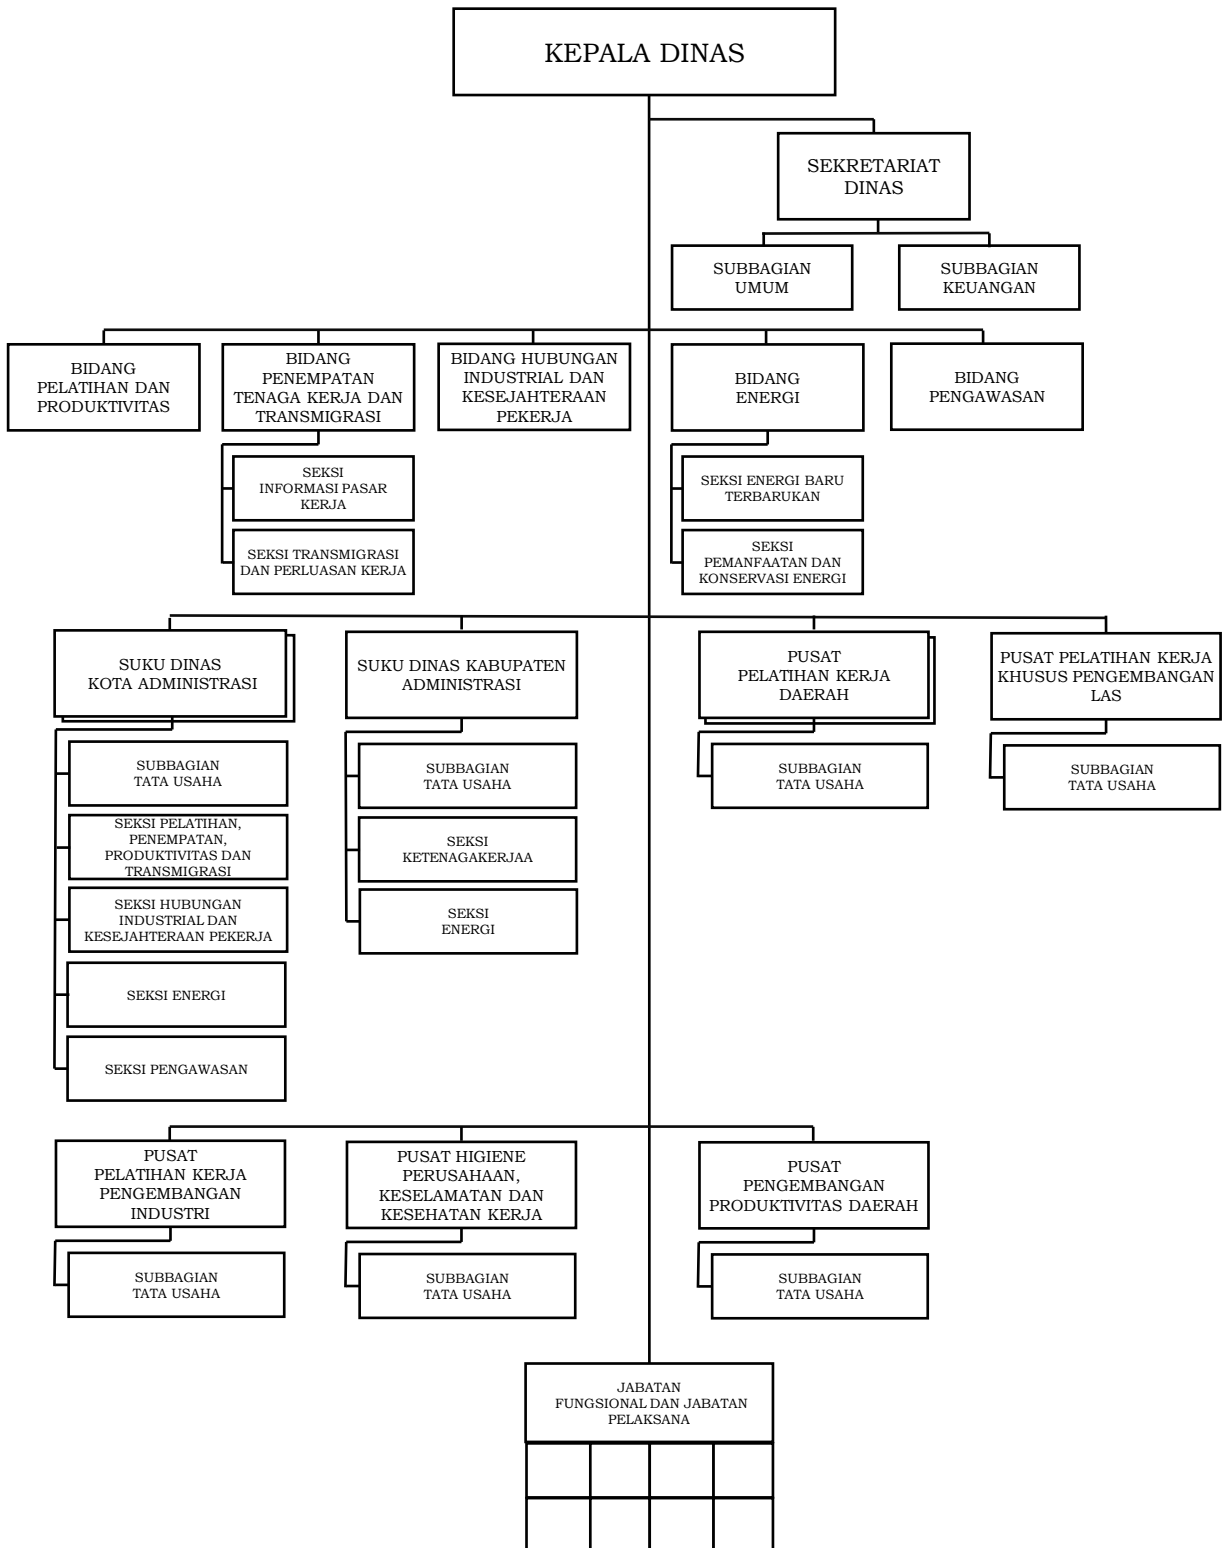 KEPALA DINAS
SEKRETARIAT
DINAS
SUBBAGIAN
UMUM
SUBBAGIAN
KEUANGAN
BIDANG
PELATIHAN DAN
PRODUKTIVITAS
BIDANG
PENEMPATAN
TENAGA KERJA DAN
TRANSMIGRASI
BIDANG HUBUNGAN
INDUSTRIAL DAN
KESEJAHTERAAN
PEKERJA
BIDANG
ENERGI
BIDANG
PENGAWASAN
SEKSI
INFORMASI PASAR
KERJA
SEKSI TRANSMIGRASI
DAN PERLUASAN KERJA
SEKSI ENERGI BARU
TERBARUKAN
SEKSI
PEMANFAATAN DAN
KONSERVASI ENERGI
SUKU DINAS
KOTA ADMINISTRASI
SUKU DINAS KABUPATEN
ADMINISTRASI
PUSAT
PELATIHAN KERJA
DAERAH
PUSAT PELATIHAN KERJA
KHUSUS PENGEMBANGAN
LAS
SUBBAGIAN
TATA USAHA
SEKSI PELATIHAN,
PENEMPATAN,
PRODUKTIVITAS DAN
TRANSMIGRASI
SEKSI HUBUNGAN
INDUSTRIAL DAN
KESEJAHTERAAN PEKERJA
SEKSI ENERGI
SEKSI PENGAWASAN
SUBBAGIAN
TATA USAHA
SEKSI
KETENAGAKERJAA
SEKSI
ENERGI
SUBBAGIAN
TATA USAHA
SUBBAGIAN
TATA USAHA
PUSAT
PELATIHAN KERJA
PENGEMBANGAN
INDUSTRI
PUSAT HIGIENE
PERUSAHAAN,
KESELAMATAN DAN
KESEHATAN KERJA
PUSAT
PENGEMBANGAN
PRODUKTIVITAS DAERAH
SUBBAGIAN
TATA USAHA
SUBBAGIAN
TATA USAHA
SUBBAGIAN
TATA USAHA
JABATAN
FUNGSIONAL DAN JABATAN
PELAKSANA